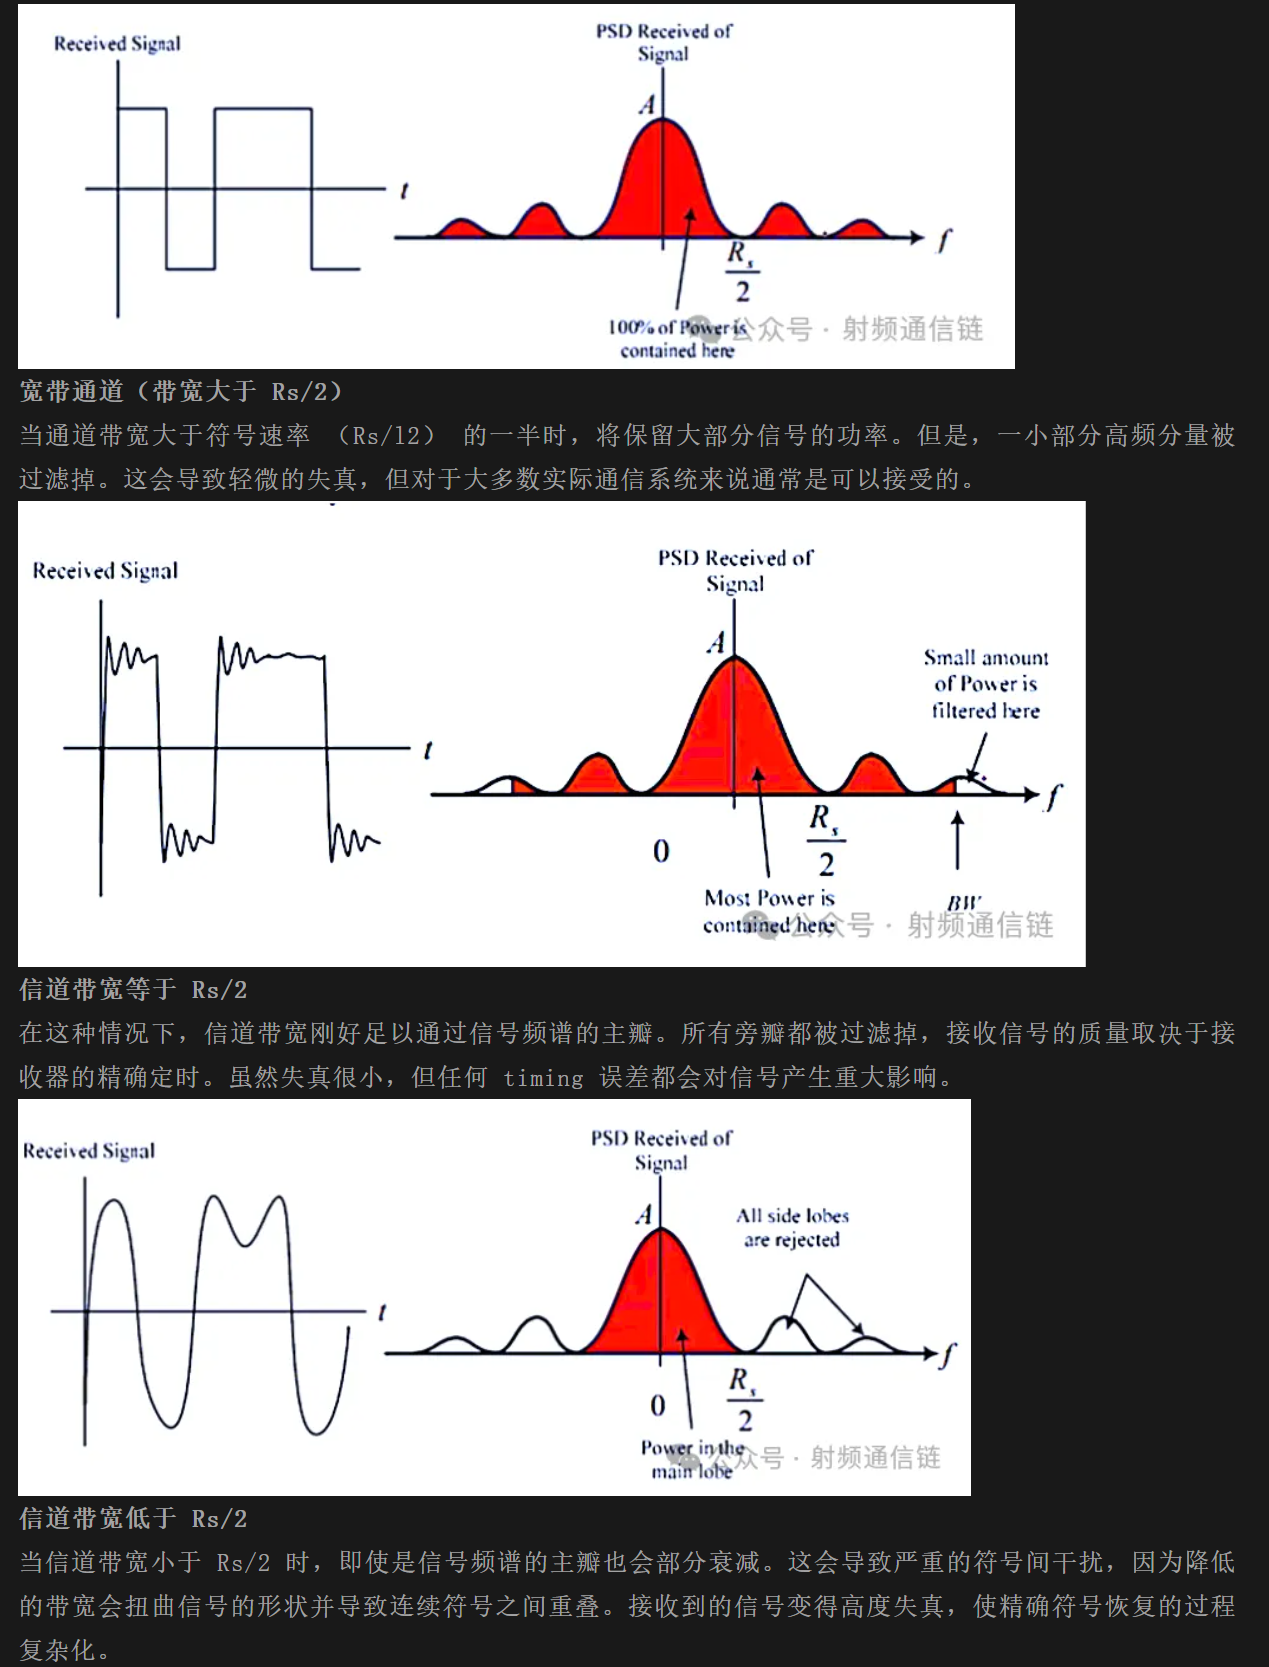 Received Signal
PSD Received of
Signal
A
t
f
R_s
2
100% of Power is
contained here
公众号 · 射频通信链
宽带通道（带宽大于 Rs/2）
当通道带宽大于符号速率 （Rs/l2） 的一半时，将保留大部分信号的功率。但是，一小部分高频分量被
过滤掉。这会导致轻微的失真，但对于大多数实际通信系统来说通常是可以接受的。
Received Signal
PSD Received of
Signal
A
Small amount
of Power is
filtered here
t
f
0
R_s
2
BW
Most Power is
contained here
公众号 · 射频通信链
信道带宽等于 Rs/2
在这种情况下，信道带宽刚好足以通过信号频谱的主瓣。所有旁瓣都被过滤掉，接收信号的质量取决于接
收器的精确定时。虽然失真很小，但任何 timing 误差都会对信号产生重大影响。
Received Signal
PSD Received of
Signal
A
All side lobes
are rejected
t
f
0
R_s
2
Power in the
main lobe
公众号 · 射频通信链
信道带宽低于 Rs/2
当信道带宽小于 Rs/2 时，即使是信号频谱的主瓣也会部分衰减。这会导致严重的符号间干扰，因为降低
的带宽会扭曲信号的形状并导致连续符号之间重叠。接收到的信号变得高度失真，使精确符号恢复的过程
复杂化。